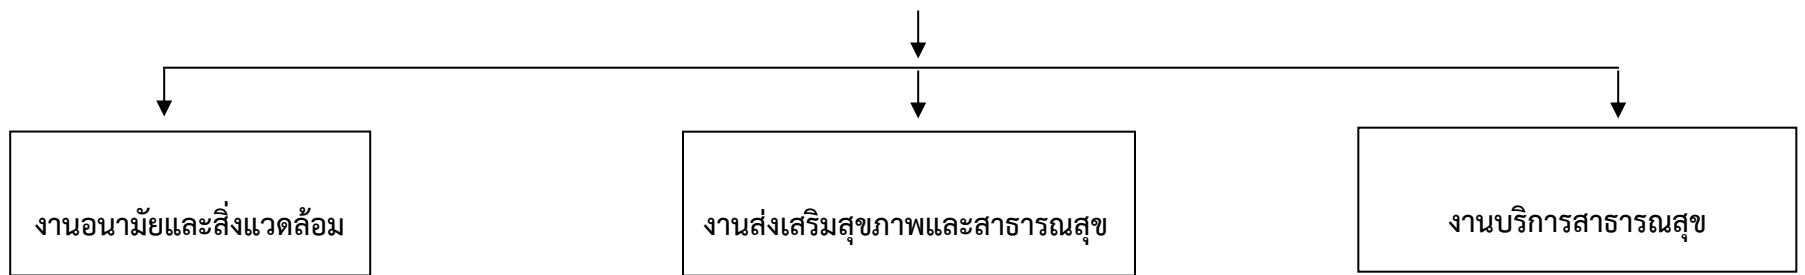 งานอนามัยและสิ่งแวดล้อม
งานส่งเสริมสุขภาพและสาธารณสุข
งานบริการสาธารณสุข